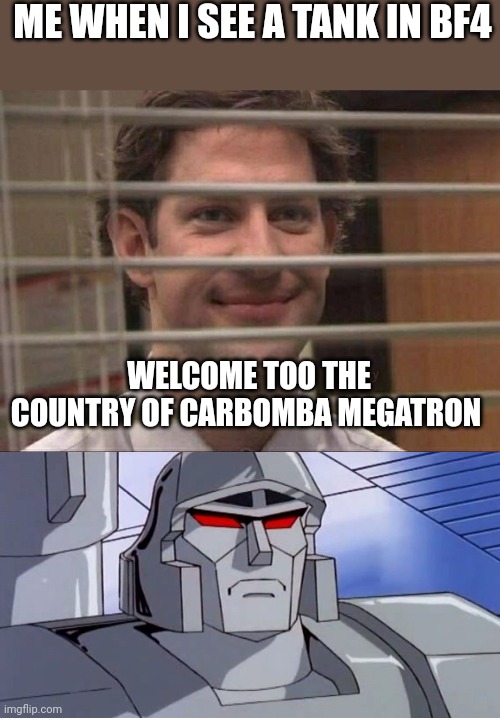 ME WHEN I SEE A TANK IN BF4
WELCOME TOO THE
COUNTRY OF CARBOMBA MEGATRON
imgflip.com